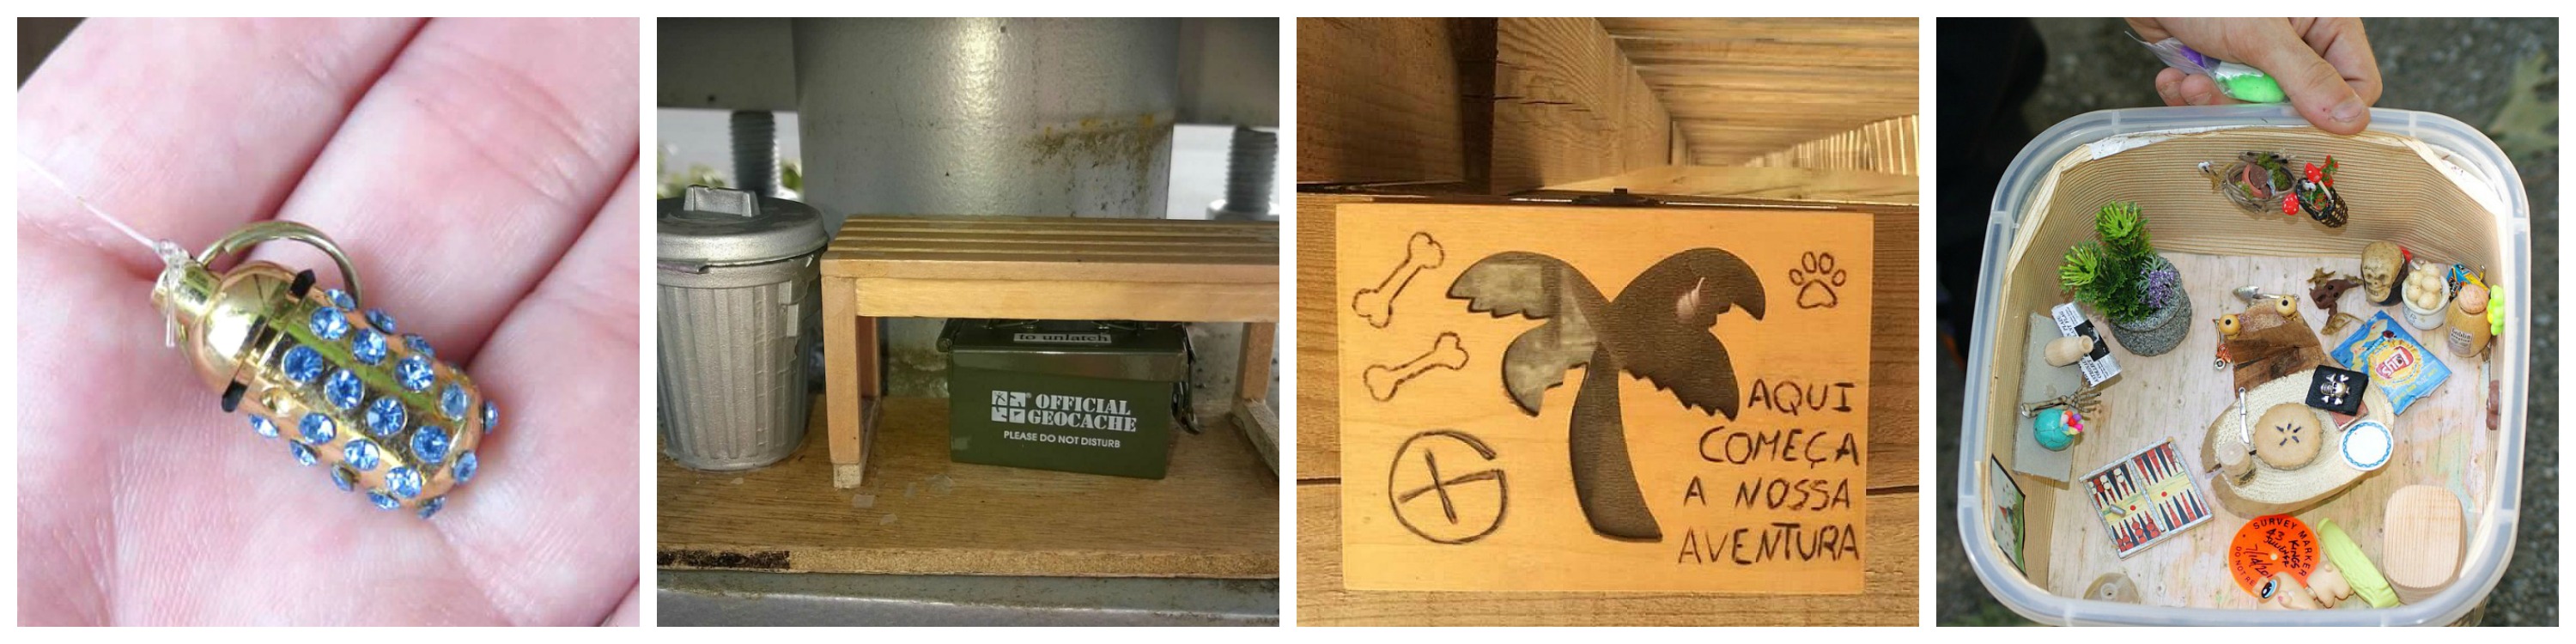 to unlatch
OFFICIAL
GEOCACHE
PLEASE DO NOT DISTURB
AQUI
COMEÇA
A NOSSA
AVENTURA
SURVEY MARKER